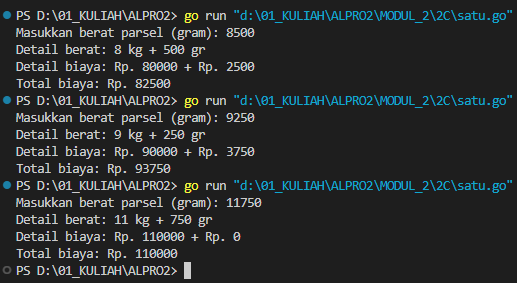 PS D:\01_KULIAH\ALPRO2> go run "d:\01_KULIAH\ALPRO2\MODUL_2\2C\satu.go"
Masukkan berat parsel (gram): 8500
Detail berat: 8 kg + 500 gr
Detail biaya: Rp. 80000 + Rp. 2500
Total biaya: Rp. 82500
PS D:\01_KULIAH\ALPRO2> go run "d:\01_KULIAH\ALPRO2\MODUL_2\2C\satu.go"
Masukkan berat parsel (gram): 9250
Detail berat: 9 kg + 250 gr
Detail biaya: Rp. 90000 + Rp. 3750
Total biaya: Rp. 93750
PS D:\01_KULIAH\ALPRO2> go run "d:\01_KULIAH\ALPRO2\MODUL_2\2C\satu.go"
Masukkan berat parsel (gram): 11750
Detail berat: 11 kg + 750 gr
Detail biaya: Rp. 110000 + Rp. 0
Total biaya: Rp. 110000
PS D:\01_KULIAH\ALPRO2>